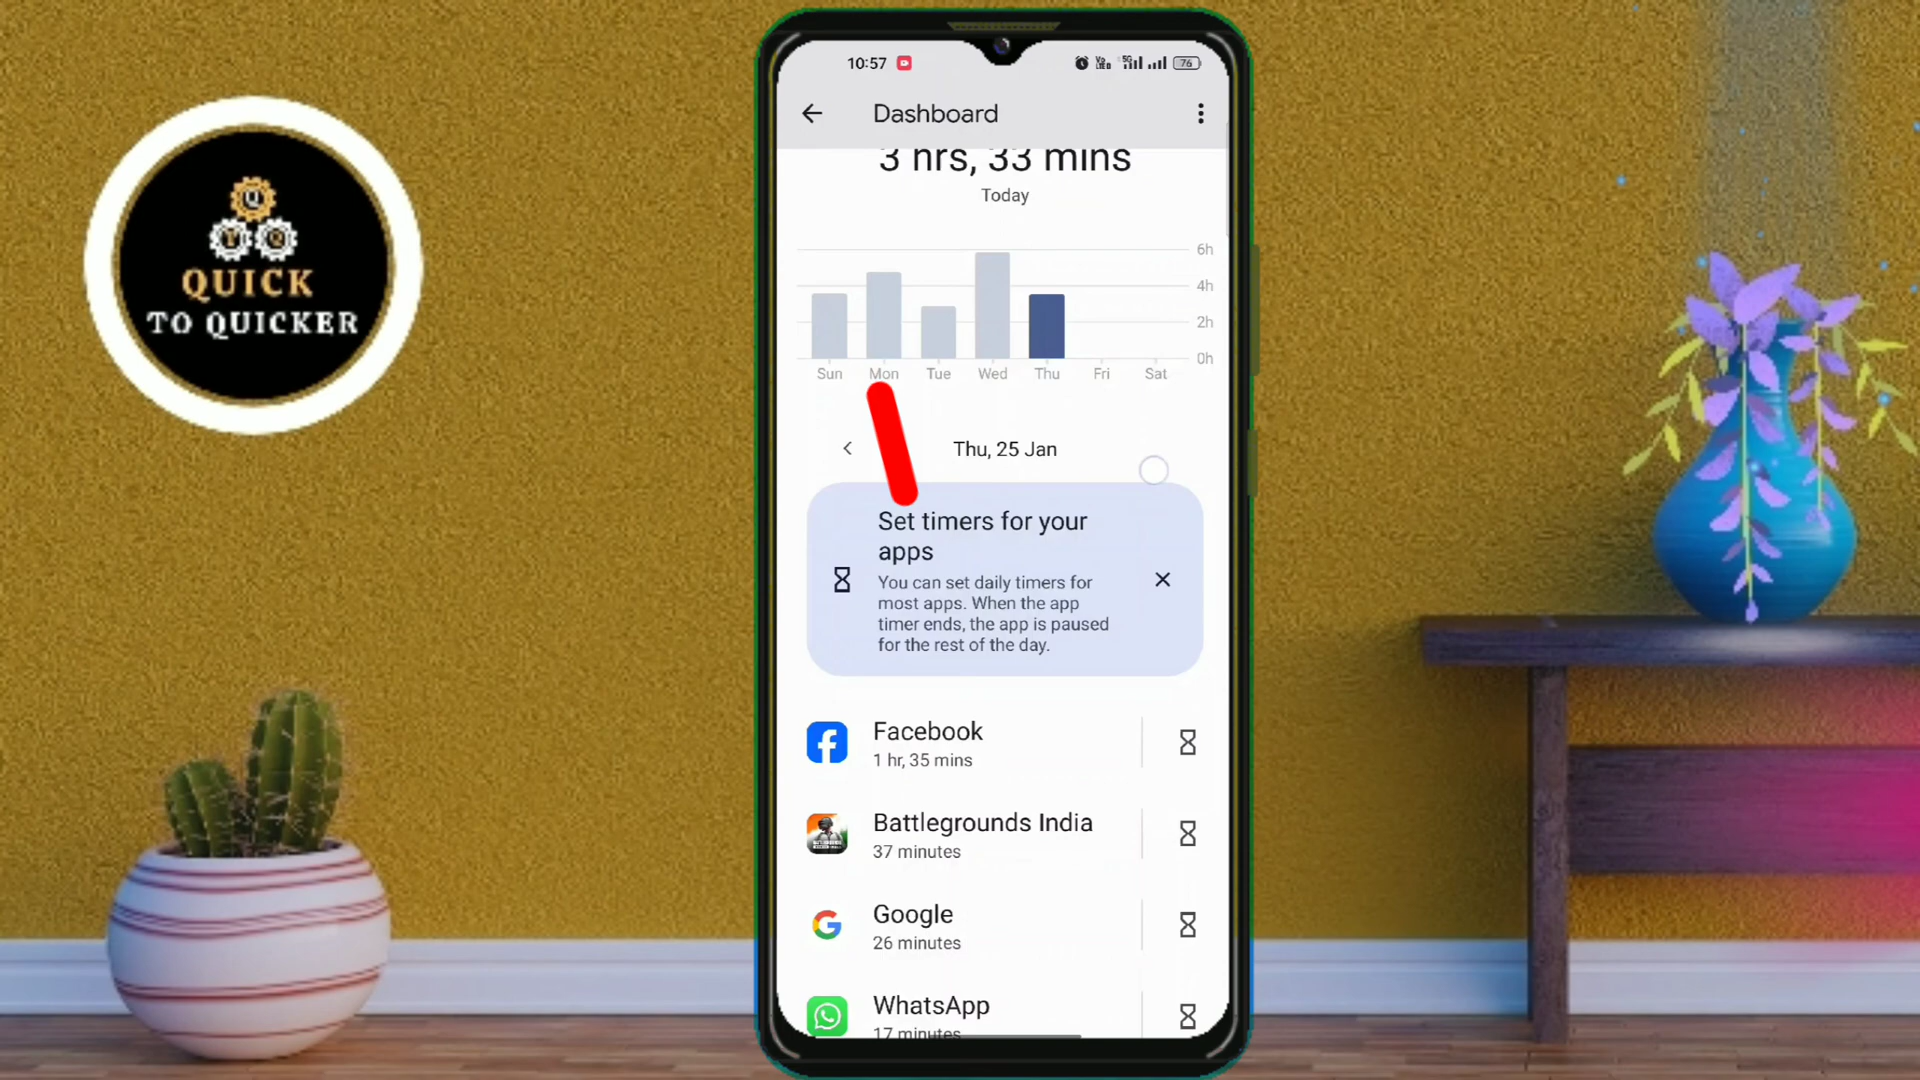 10:57
76
Dashboard
3 hrs, 33 mins
Today
6h
4h
2h
0h
Sun Mon Tue Wed Thu Fri Sat
Thu, 25 Jan
Set timers for your
apps
You can set daily timers for
most apps. When the app
timer ends, the app is paused
for the rest of the day.
Facebook
1 hr, 35 mins
Battlegrounds India
37 minutes
Google
26 minutes
WhatsApp
17 minutes
Q
T Q
QUICK
TO QUICKER